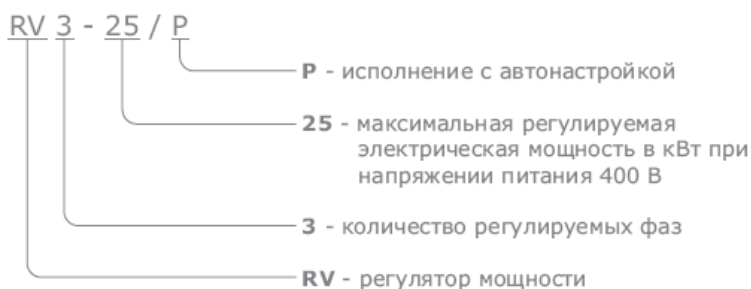 RV 3 - 25 / P
P - исполнение с автонастройкой
25 - максимальная регулируемая
электрическая мощность в кВт при
напряжении питания 400 В
3 - количество регулируемых фаз
RV - регулятор мощности